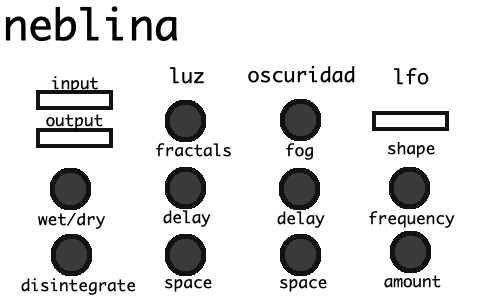 neblina
luz oscuridad lfo
input
output
fractals fog shape
wet/dry delay delay frequency
disintegrate space space amount